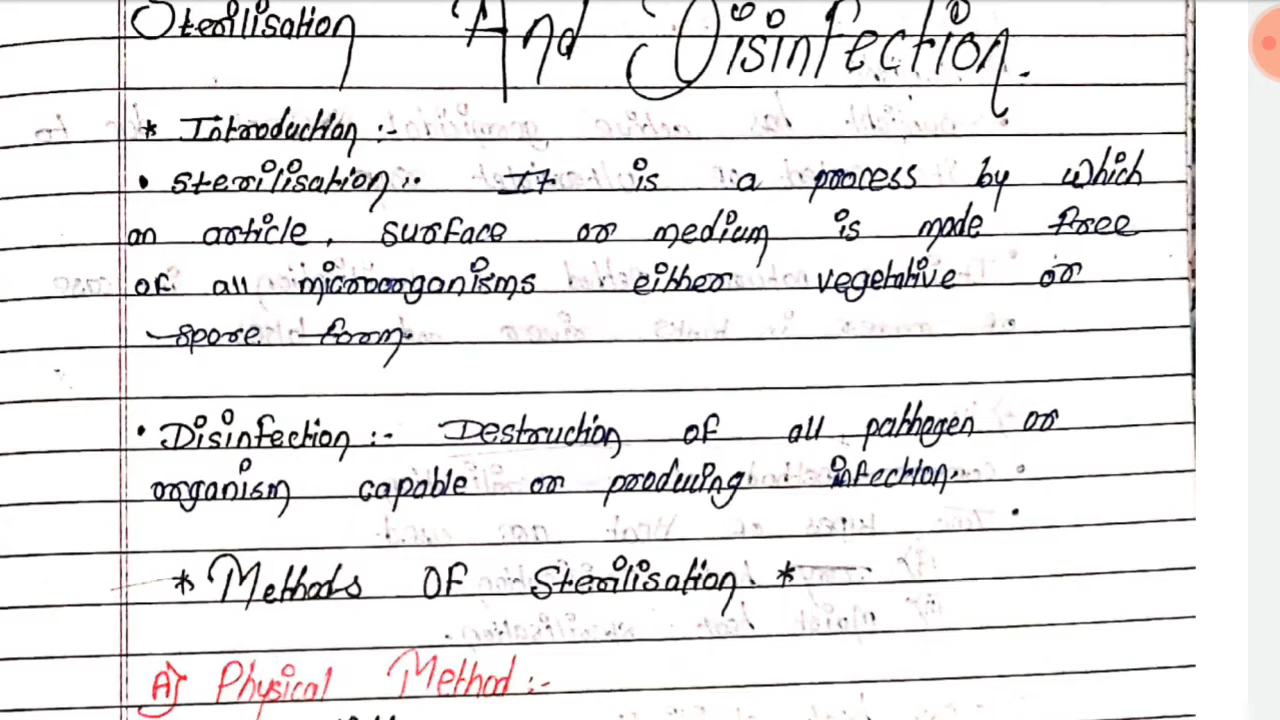 Sterilisation And Disinfection.
* Introduction :-
• Sterilisation :- It is a process by which
an article, surface or medium is made free
of all microorganisms either vegetative or
spore form.
• Disinfection :- Destruction of all pathogen or
organism capable or producing infection.
* Methods OF Sterilisation *
A) Physical Method :-